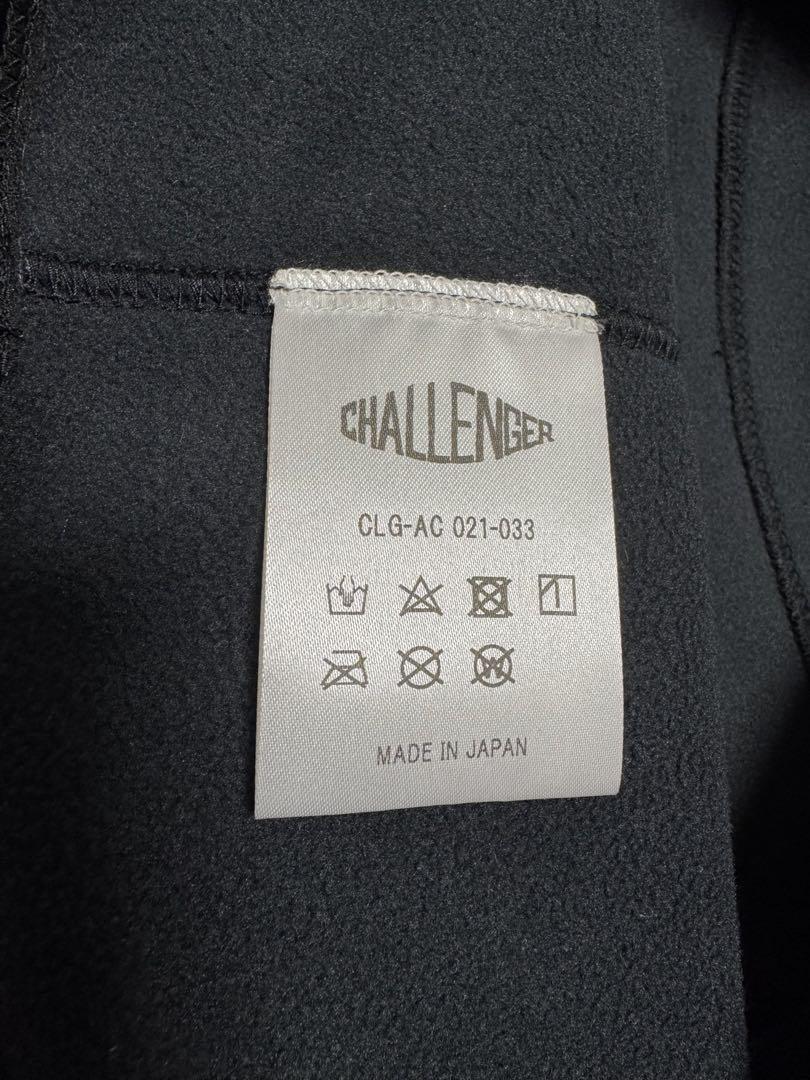 CHALLENGER
CLG-AC 021-033
W
MADE IN JAPAN